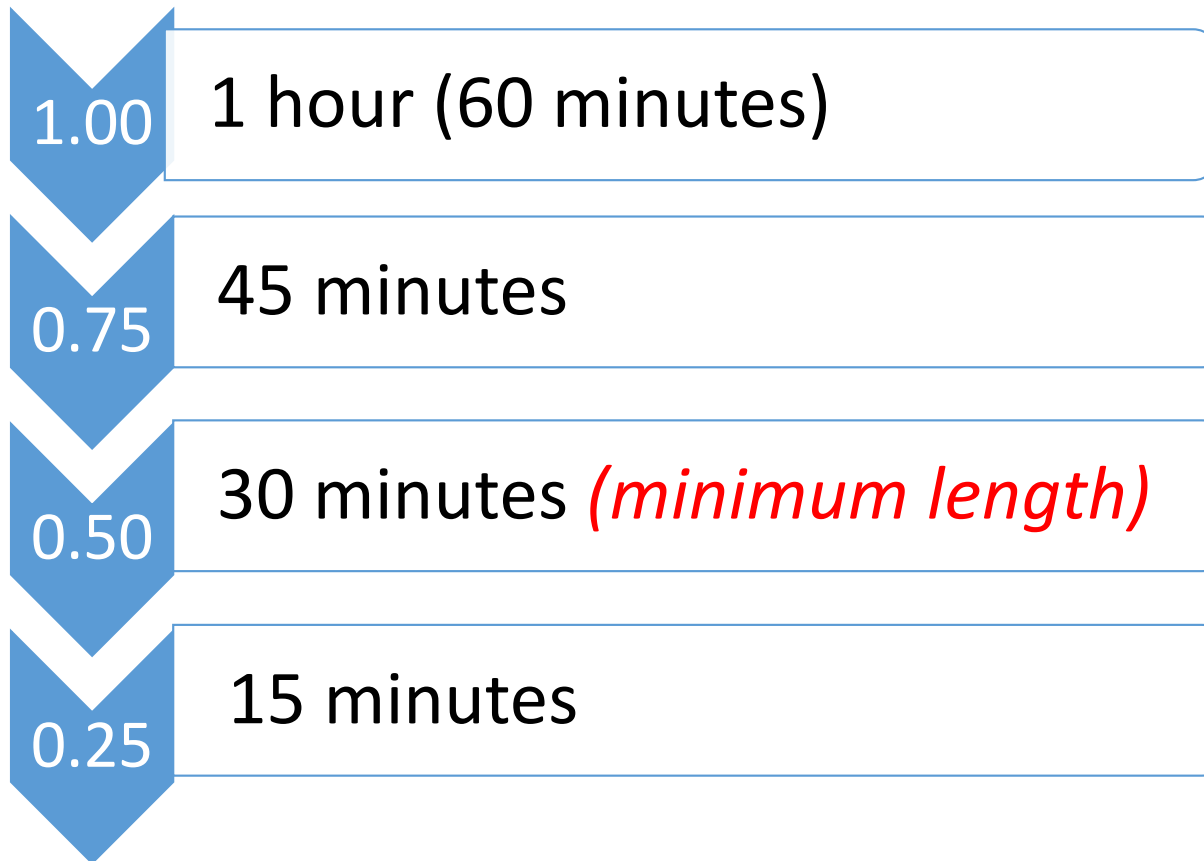 1.00
1 hour (60 minutes)
0.75
45 minutes
0.50
30 minutes (minimum length)
0.25
15 minutes